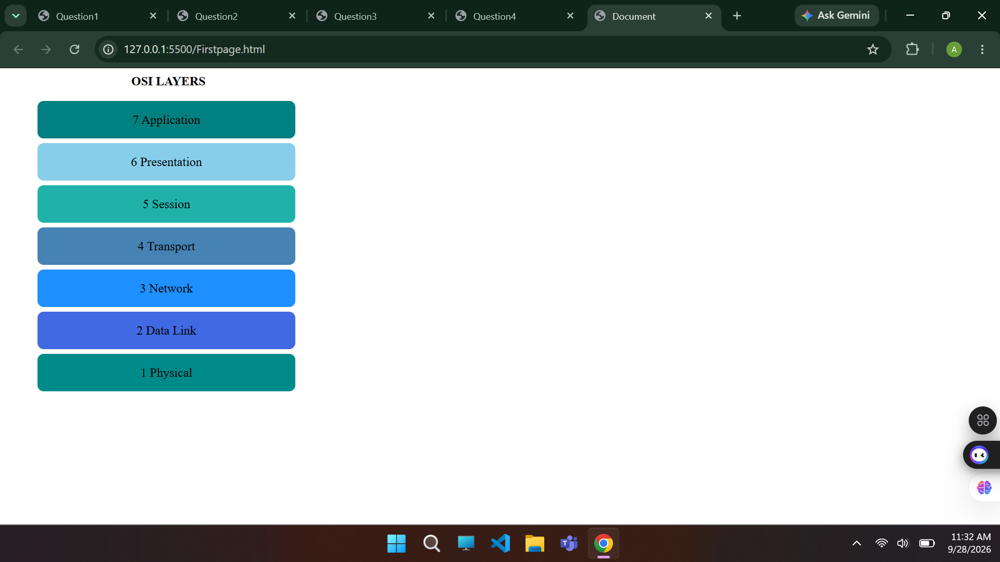 Question1
Question2
Question3
Question4
Document
Ask Gemini
127.0.0.1:5500/Firstpage.html
A
OSI LAYERS
7 Application
6 Presentation
5 Session
4 Transport
3 Network
2 Data Link
1 Physical
T
11:32 AM
9/28/2026